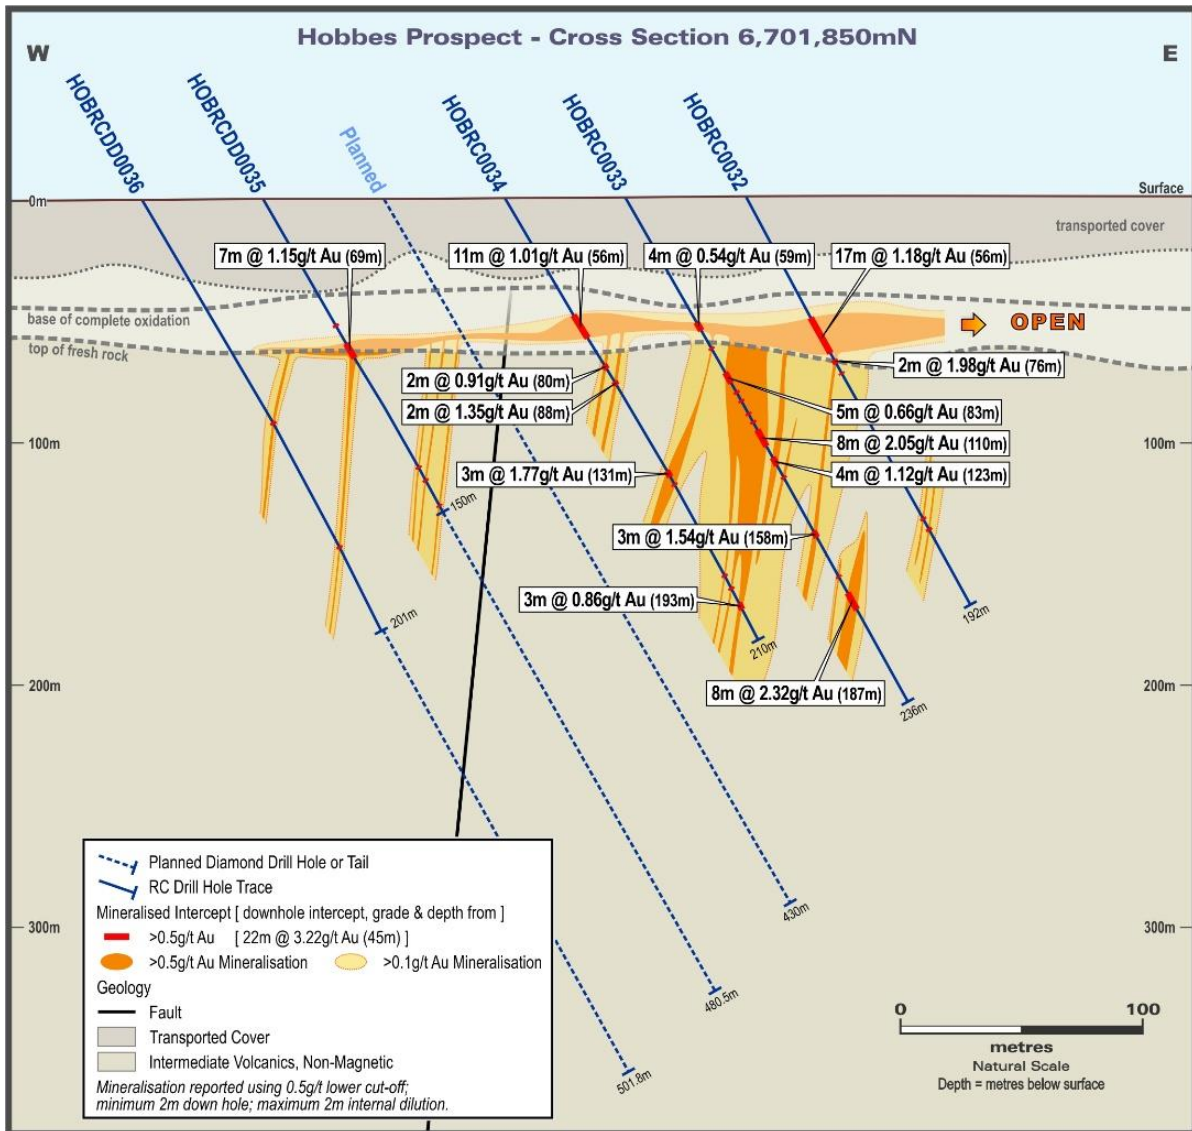 Hobbes Prospect - Cross Section 6,701,850mN
W
E
HOBRCDD0036
HOBRCDD0035
Planned
HOBRC0034
HOBRC0033
HOBRC0032
0m
Surface
transported cover
7m @ 1.15g/t Au (69m)
11m @ 1.01g/t Au (56m)
4m @ 0.54g/t Au (59m)
17m @ 1.18g/t Au (56m)
base of complete oxidation
OPEN
top of fresh rock
2m @ 1.98g/t Au (76m)
2m @ 0.91g/t Au (80m)
2m @ 1.35g/t Au (88m)
5m @ 0.66g/t Au (83m)
100m
8m @ 2.05g/t Au (110m)
100m
3m @ 1.77g/t Au (131m)
4m @ 1.12g/t Au (123m)
150m
3m @ 1.54g/t Au (158m)
3m @ 0.86g/t Au (193m)
201m
192m
210m
200m
8m @ 2.32g/t Au (187m)
200m
236m
Planned Diamond Drill Hole or Tail
RC Drill Hole Trace
Mineralised Intercept [ downhole intercept, grade & depth from ]
>0.5g/t Au [ 22m @ 3.22g/t Au (45m) ]
>0.5g/t Au Mineralisation >0.1g/t Au Mineralisation
Geology
Fault
Transported Cover
Intermediate Volcanics, Non-Magnetic
Mineralisation reported using 0.5g/t lower cut-off;
minimum 2m down hole; maximum 2m internal dilution.
430m
300m
300m
480.5m
501.8m
0 100
metres
Natural Scale
Depth = metres below surface